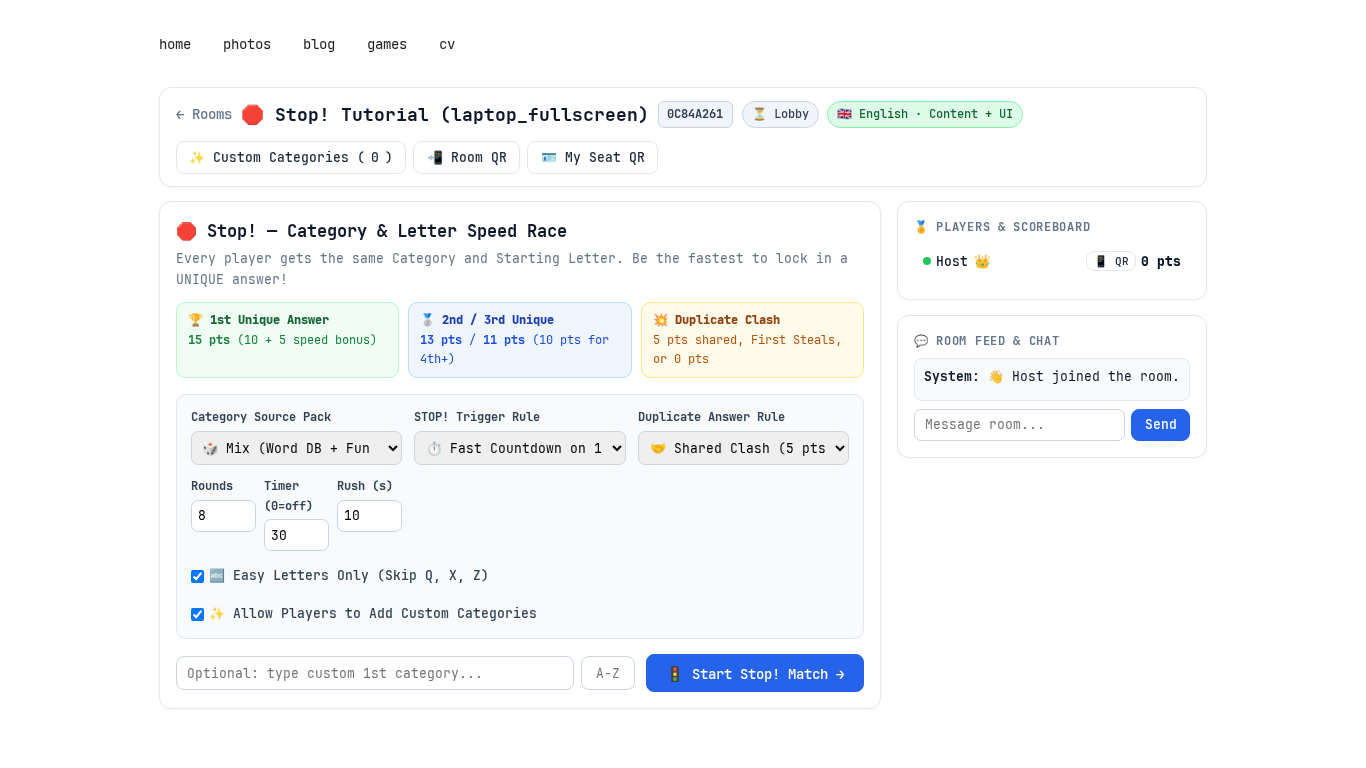 home photos blog games cv
← Rooms 🛑 Stop! Tutorial (laptop_fullscreen) 0C84A261 ⏳ Lobby 🇬🇧 English · Content + UI
✨ Custom Categories (0) 📲 Room QR 🪪 My Seat QR
🛑 Stop! — Category & Letter Speed Race
Every player gets the same Category and Starting Letter. Be the fastest to lock in a
UNIQUE answer!
🏆 1st Unique Answer
15 pts (10 + 5 speed bonus)
🥈 2nd / 3rd Unique
13 pts / 11 pts (10 pts for
4th+)
💥 Duplicate Clash
5 pts shared, First Steals,
or 0 pts
Category Source Pack
🎲 Mix (Word DB + Fun
STOP! Trigger Rule
⏱️ Fast Countdown on 1
Duplicate Answer Rule
🤝 Shared Clash (5 pts
Rounds
8
Timer
(0=off)
30
Rush (s)
10
🔤 Easy Letters Only (Skip Q, X, Z)
✨ Allow Players to Add Custom Categories
Optional: type custom 1st category... A-Z 🚦 Start Stop! Match →
🏅 PLAYERS & SCOREBOARD
Host 👑 📱 QR 0 pts
💬 ROOM FEED & CHAT
System: 👋 Host joined the room.
Message room... Send